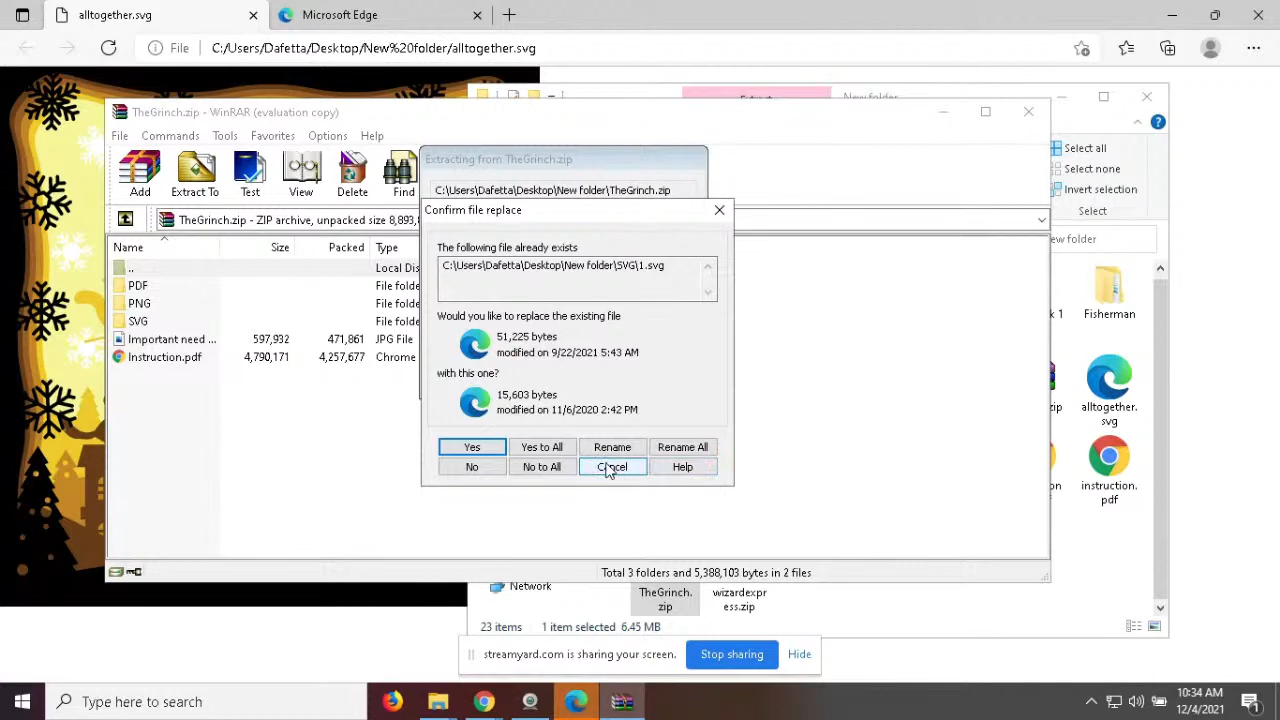 alltogether.svg
Microsoft Edge
File
C:/Users/Dafetta/Desktop/New%20folder/alltogether.svg
New folder
TheGrinch.zip - WinRAR (evaluation copy)
File Commands Tools Favorites Options Help
Add
Extract To
Test
View
Delete
Find
TheGrinch.zip - ZIP archive, unpacked size 8,893,
Name Size Packed Type
.. Local Dis
PDF File folde
PNG File folde
SVG File folde
Important need ... 597,932 471,861 JPG File
Instruction.pdf 4,790,171 4,257,677 Chrome
Total 3 folders and 5,388,103 bytes in 2 files
Extracting from TheGrinch.zip
C:\Users\Dafetta\Desktop\New folder\TheGrinch.zip
Confirm file replace
The following file already exists
C:\Users\Dafetta\Desktop\New folder\SVG\1.svg
Would you like to replace the existing file
51,225 bytes
modified on 9/22/2021 5:43 AM
with this one?
15,603 bytes
modified on 11/6/2020 2:42 PM
Yes
Yes to All
Rename
Rename All
No
No to All
Cancel
Help
Select all
Select none
Invert selection
Select
ew folder
Fisherman
alltogether.
svg
instruction.
pdf
Network
TheGrinch.
zip
wizardexpr
ess.zip
23 items 1 item selected 6.45 MB
streamyard.com is sharing your screen.
Stop sharing
Hide
Type here to search
10:34 AM
12/4/2021
1